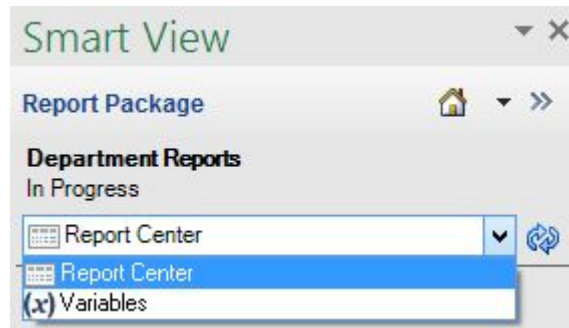 Smart View
Report Package
Department Reports
In Progress
Report Center
Report Center
(x) Variables